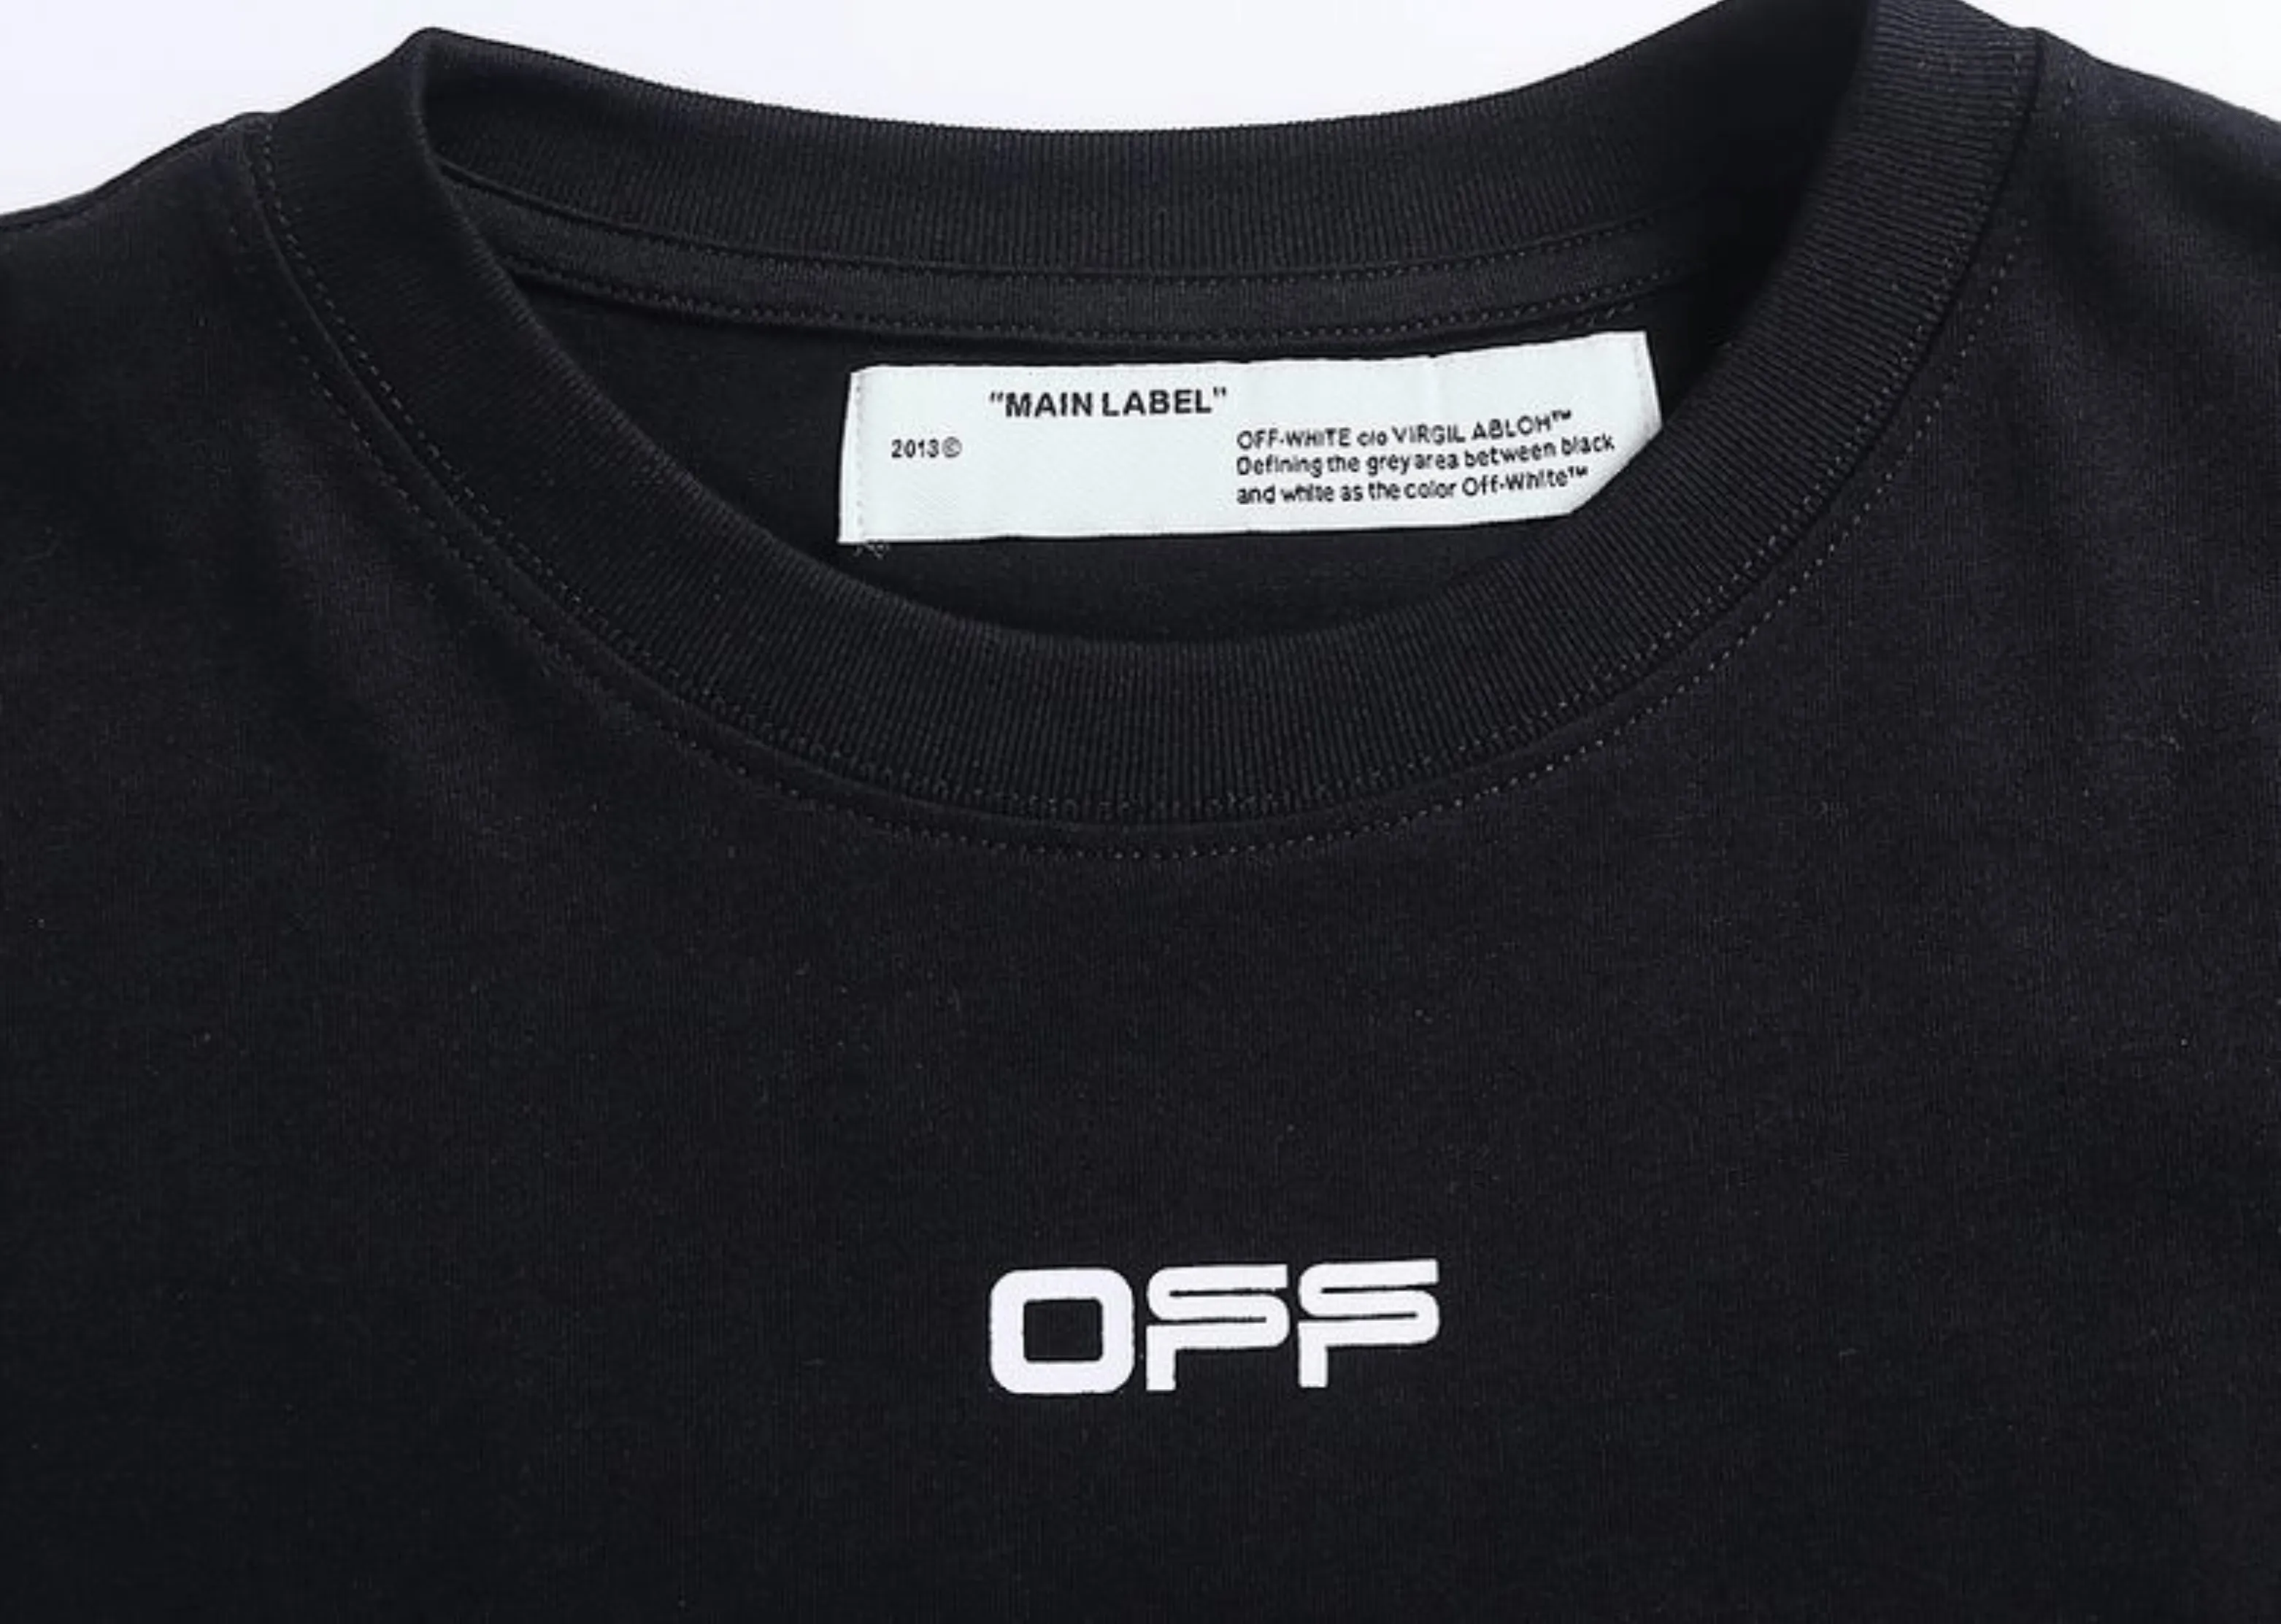 "MAIN LABEL"
2013©
OFF-WHITE c/o VIRGIL ABLOH™
Defining the grey area between black
and white as the color Off-White™
OFF